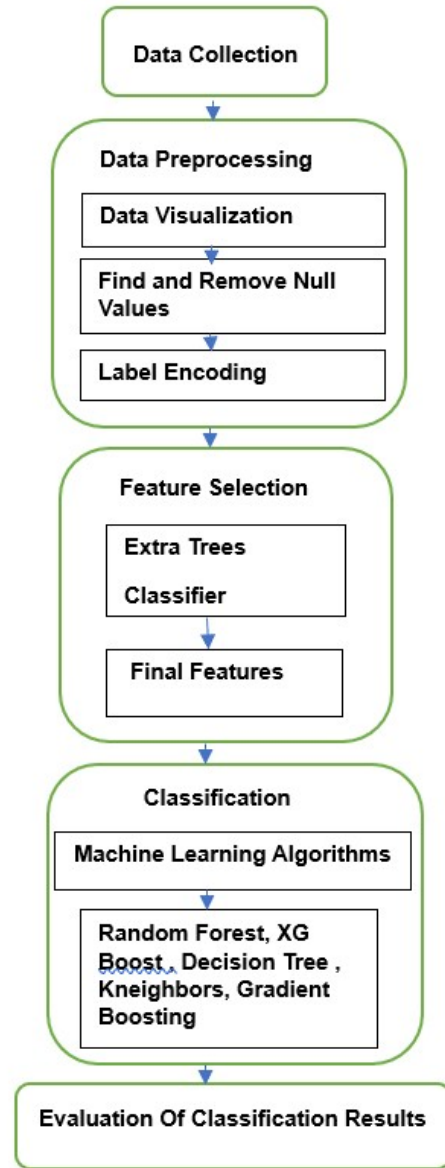 Data Collection
Data Preprocessing
Data Visualization
Find and Remove Null
Values
Label Encoding
Feature Selection
Extra Trees
Classifier
Final Features
Classification
Machine Learning Algorithms
Random Forest, XG
Boost , Decision Tree ,
Kneighbors, Gradient
Boosting
Evaluation Of Classification Results